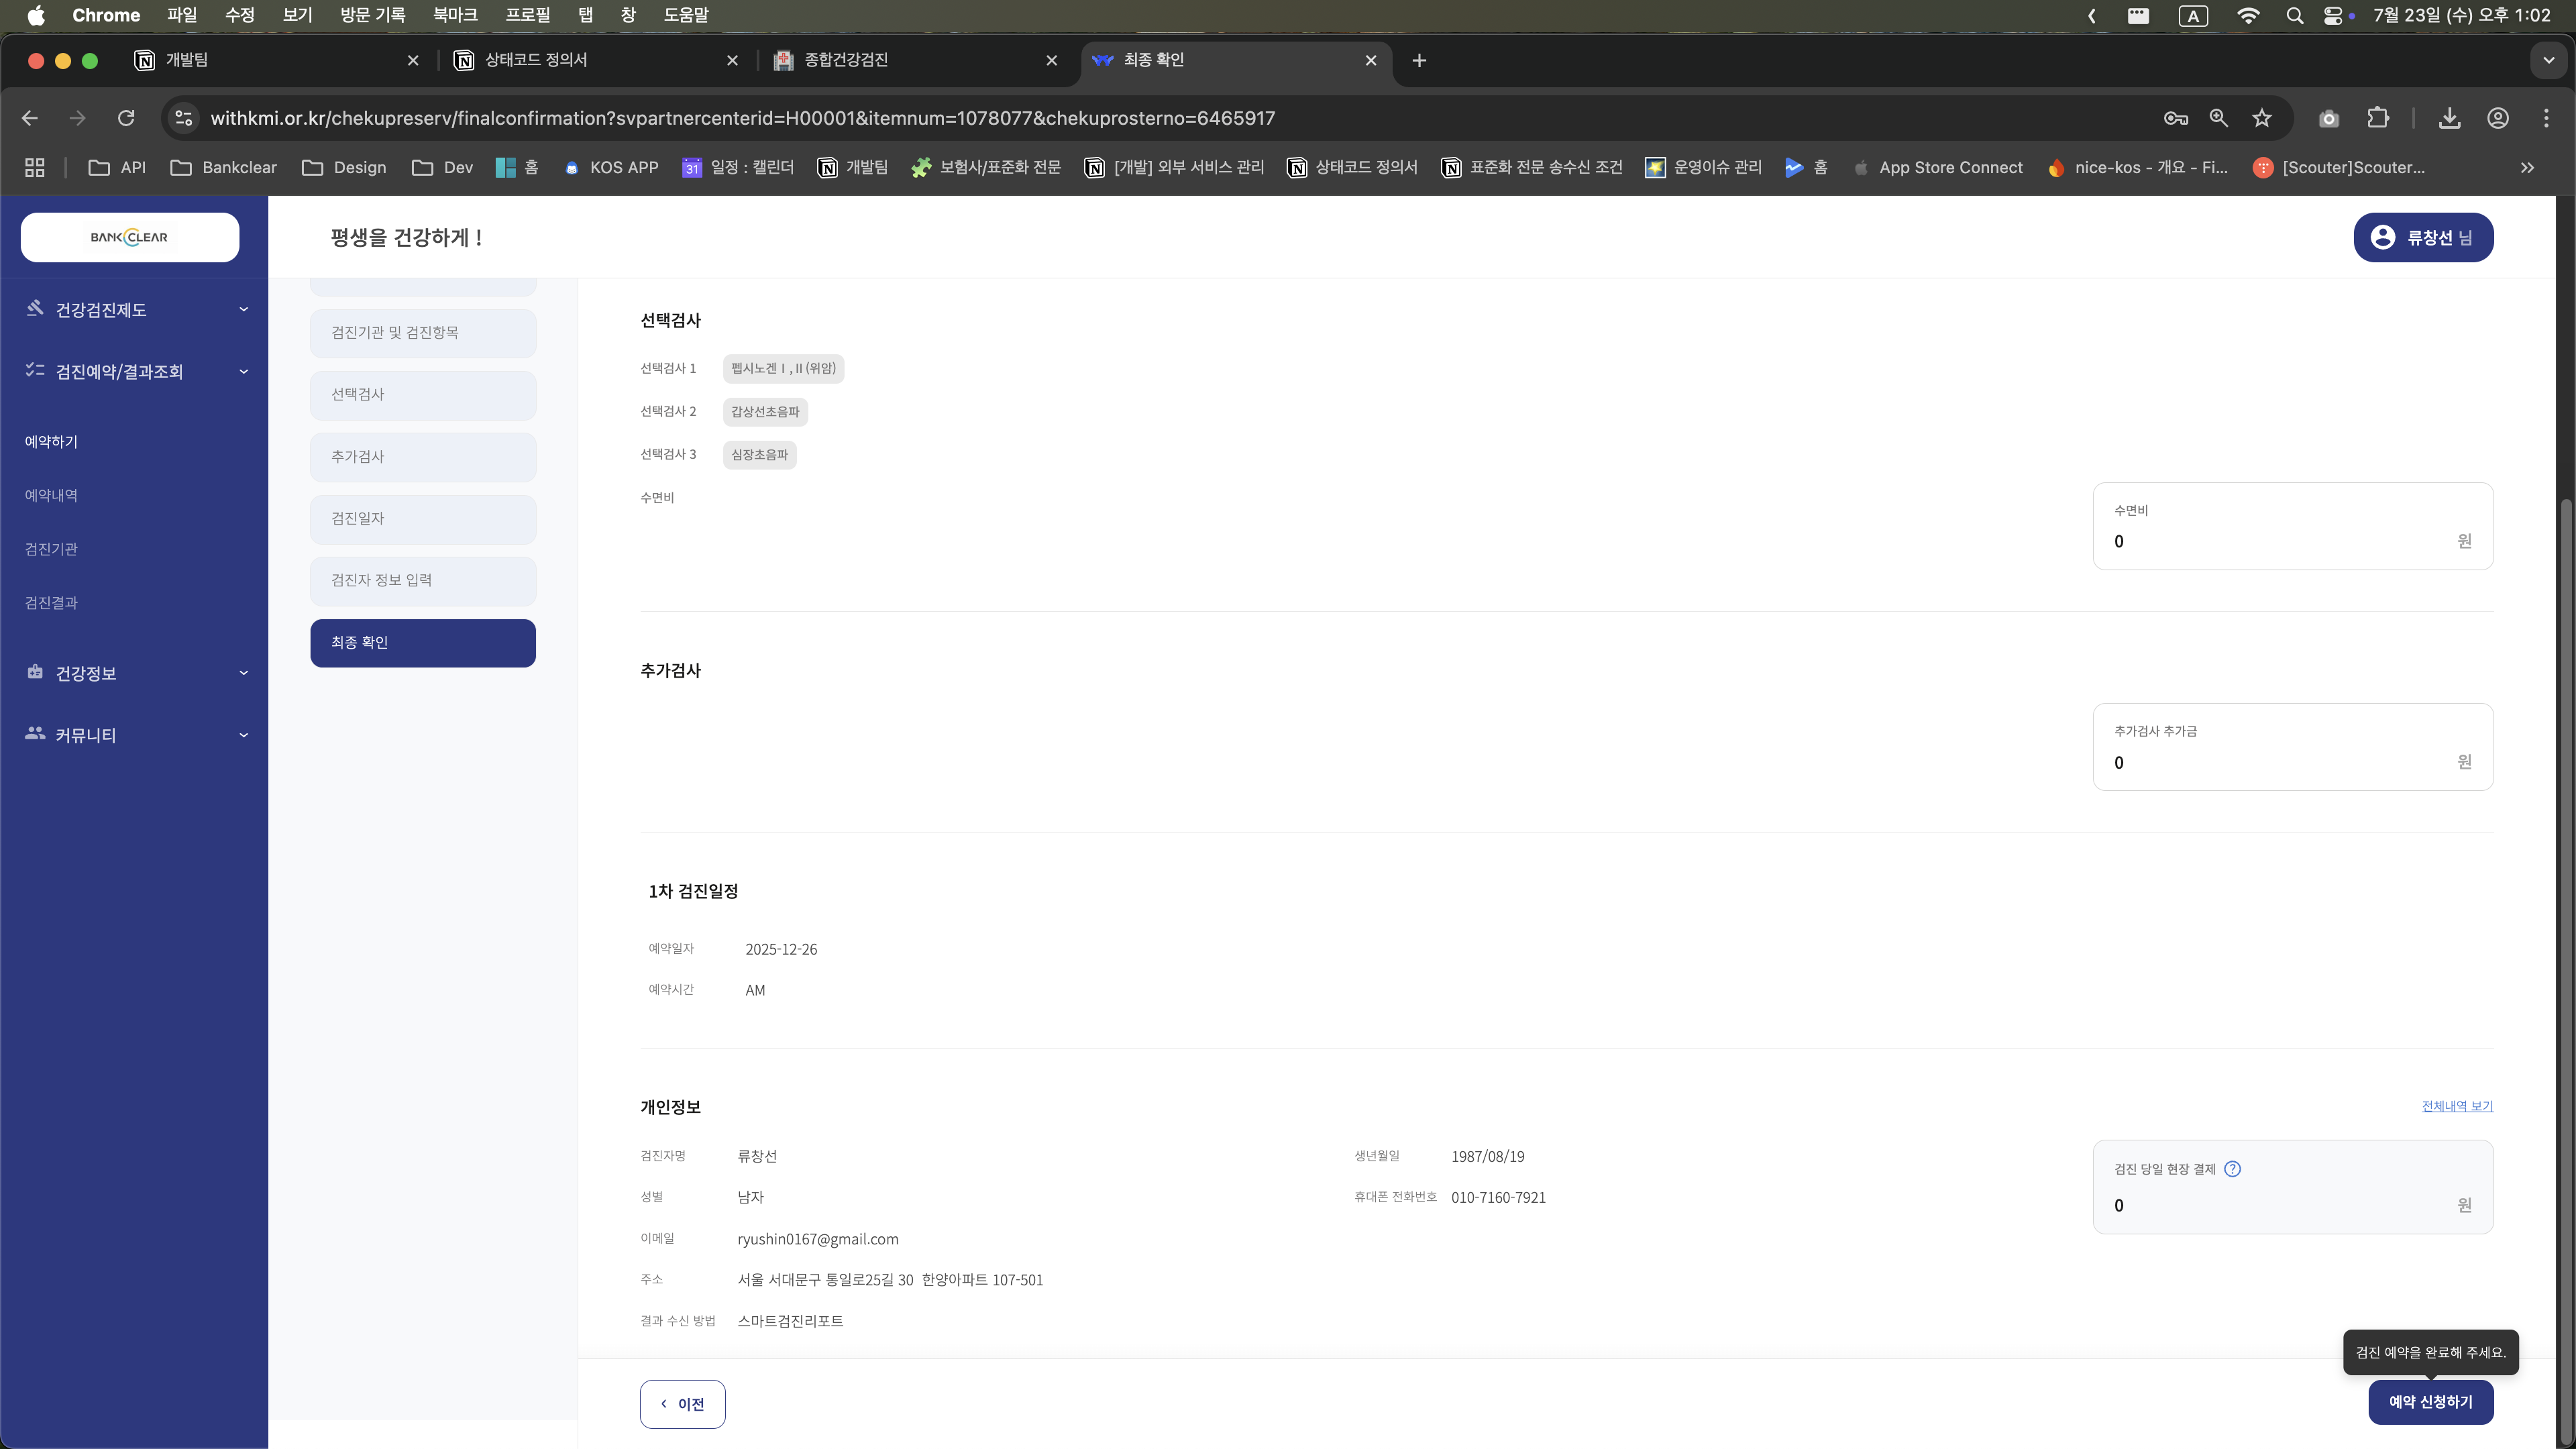 Chrome 파일 수정 보기 방문 기록 북마크 프로필 탭 창 도움말 A 7월 23일 (수) 오후 1:02
개발팀 상태코드 정의서 종합건강검진 최종 확인
withkmi.or.kr/chekupreserv/finalconfirmation?svpartnercenterid=H00001&itemnum=1078077&chekuprosterno=6465917
API Bankclear Design Dev 홈 KOS APP 31 일정 : 캘린더 개발팀 보험사/표준화 전문 [개발] 외부 서비스 관리 상태코드 정의서 표준화 전문 송수신 조건 운영이슈 관리 홈 App Store Connect nice-kos - 개요 - Fi... [Scouter]Scouter...
BANKCLEAR
평생을 건강하게 !
류창선 님
건강검진제도
검진예약/결과조회
예약하기
예약내역
검진기관
검진결과
건강정보
커뮤니티
검진기관 및 검진항목
선택검사
추가검사
검진일자
검진자 정보 입력
최종 확인
선택검사
선택검사 1 펩시노겐Ⅰ,Ⅱ(위암)
선택검사 2 갑상선초음파
선택검사 3 심장초음파
수면비
수면비
0 원
추가검사
추가검사 추가금
0 원
1차 검진일정
예약일자 2025-12-26
예약시간 AM
개인정보
전체내역 보기
검진자명 류창선 생년월일 1987/08/19
성별 남자 휴대폰 전화번호 010-7160-7921
이메일 ryushin0167@gmail.com
주소 서울 서대문구 통일로25길 30 한양아파트 107-501
결과 수신 방법 스마트검진리포트
검진 당일 현장 결제 ?
0 원
검진 예약을 완료해 주세요.
이전
예약 신청하기